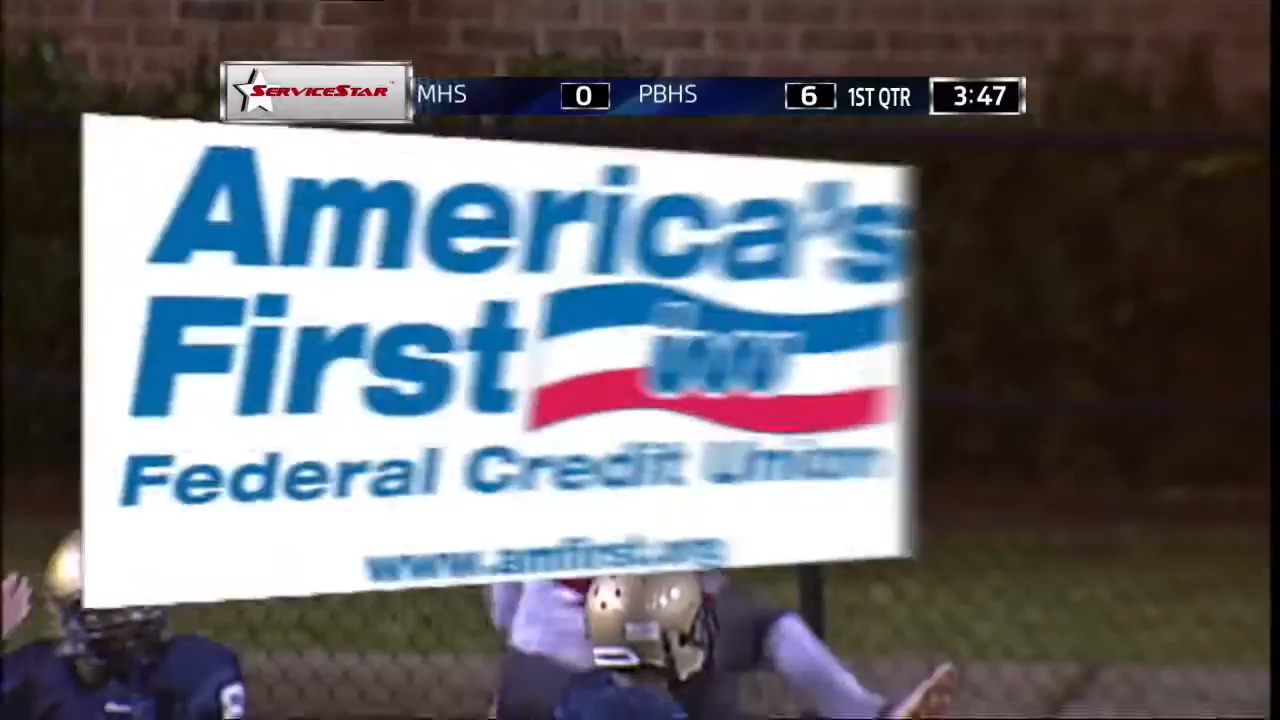 SERVICESTAR MHS 0 PBHS 6 1ST QTR 3:47
America's
First
Federal Credit Union
www.amfirst.org